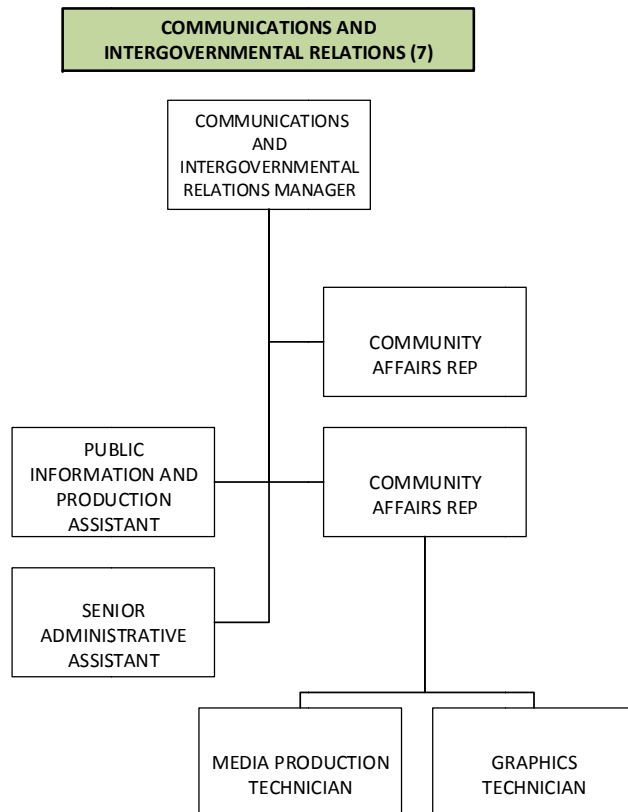 COMMUNICATIONS AND
INTERGOVERNMENTAL RELATIONS (7)
COMMUNICATIONS
AND
INTERGOVERNMENTAL
RELATIONS MANAGER
COMMUNITY
AFFAIRS REP
PUBLIC
INFORMATION AND
PRODUCTION
ASSISTANT
COMMUNITY
AFFAIRS REP
SENIOR
ADMINISTRATIVE
ASSISTANT
MEDIA PRODUCTION
TECHNICIAN
GRAPHICS
TECHNICIAN